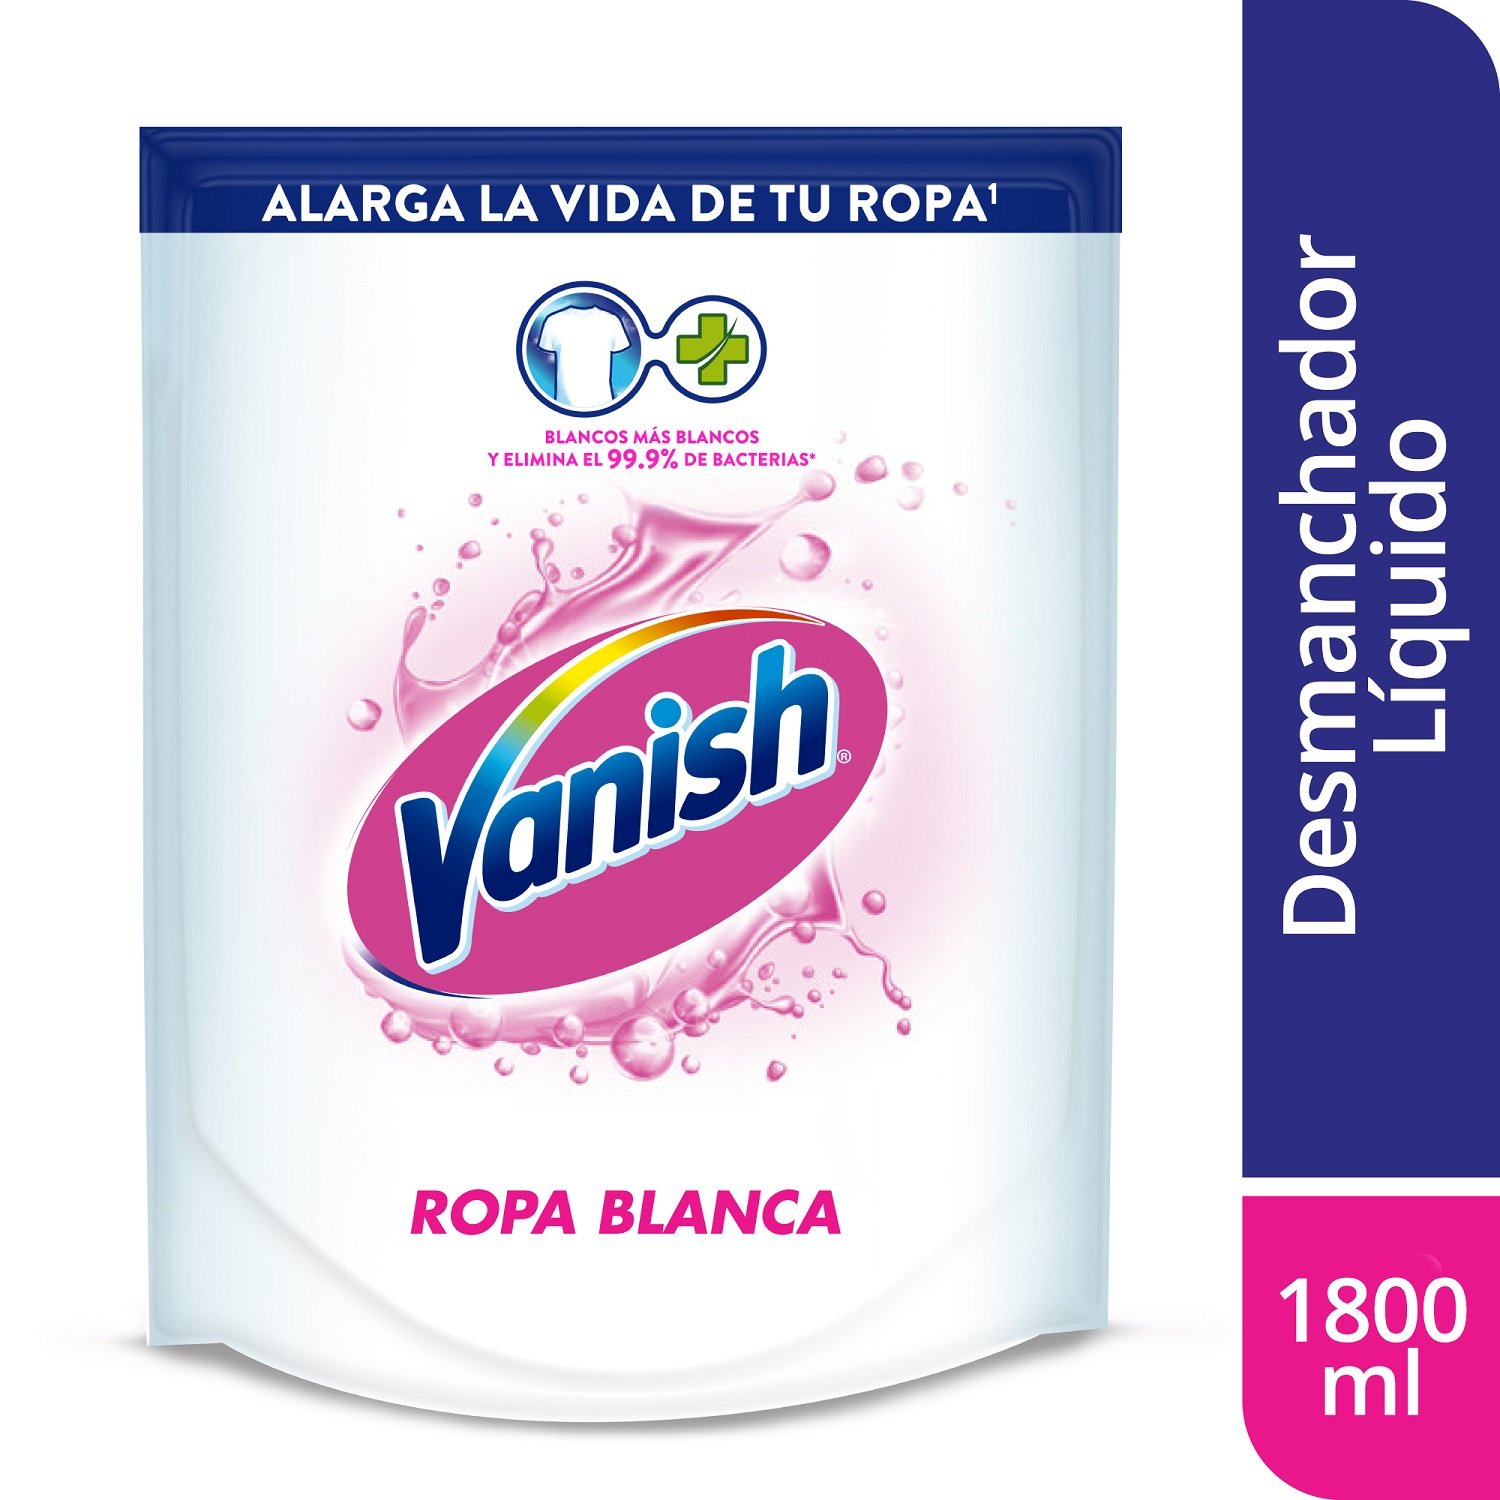 ALARGA LA VIDA DE TU ROPA¹
BLANCOS MÁS BLANCOS
Y ELIMINA EL 99.9% DE BACTERIAS*
Vanish®
ROPA BLANCA
Desmanchador
Líquido
1800
ml